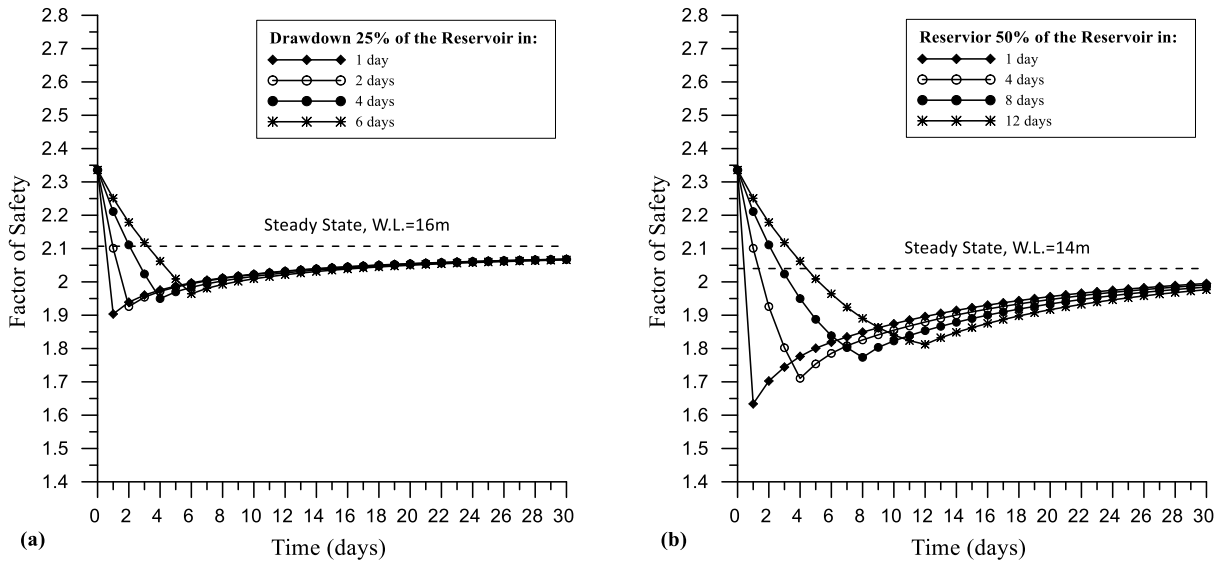 2.8
2.7
2.6
2.5
2.4
2.3
2.2
2.1
2
1.9
1.8
1.7
1.6
1.5
1.4
Factor of Safety
Drawdown 25% of the Reservoir in:
1 day
2 days
4 days
6 days
Steady State, W.L.=16m
0 2 4 6 8 10 12 14 16 18 20 22 24 26 28 30
(a)
Time (days)
2.8
2.7
2.6
2.5
2.4
2.3
2.2
2.1
2
1.9
1.8
1.7
1.6
1.5
1.4
Factor of Safety
Reservior 50% of the Reservoir in:
1 day
4 days
8 days
12 days
Steady State, W.L.=14m
0 2 4 6 8 10 12 14 16 18 20 22 24 26 28 30
(b)
Time (days)